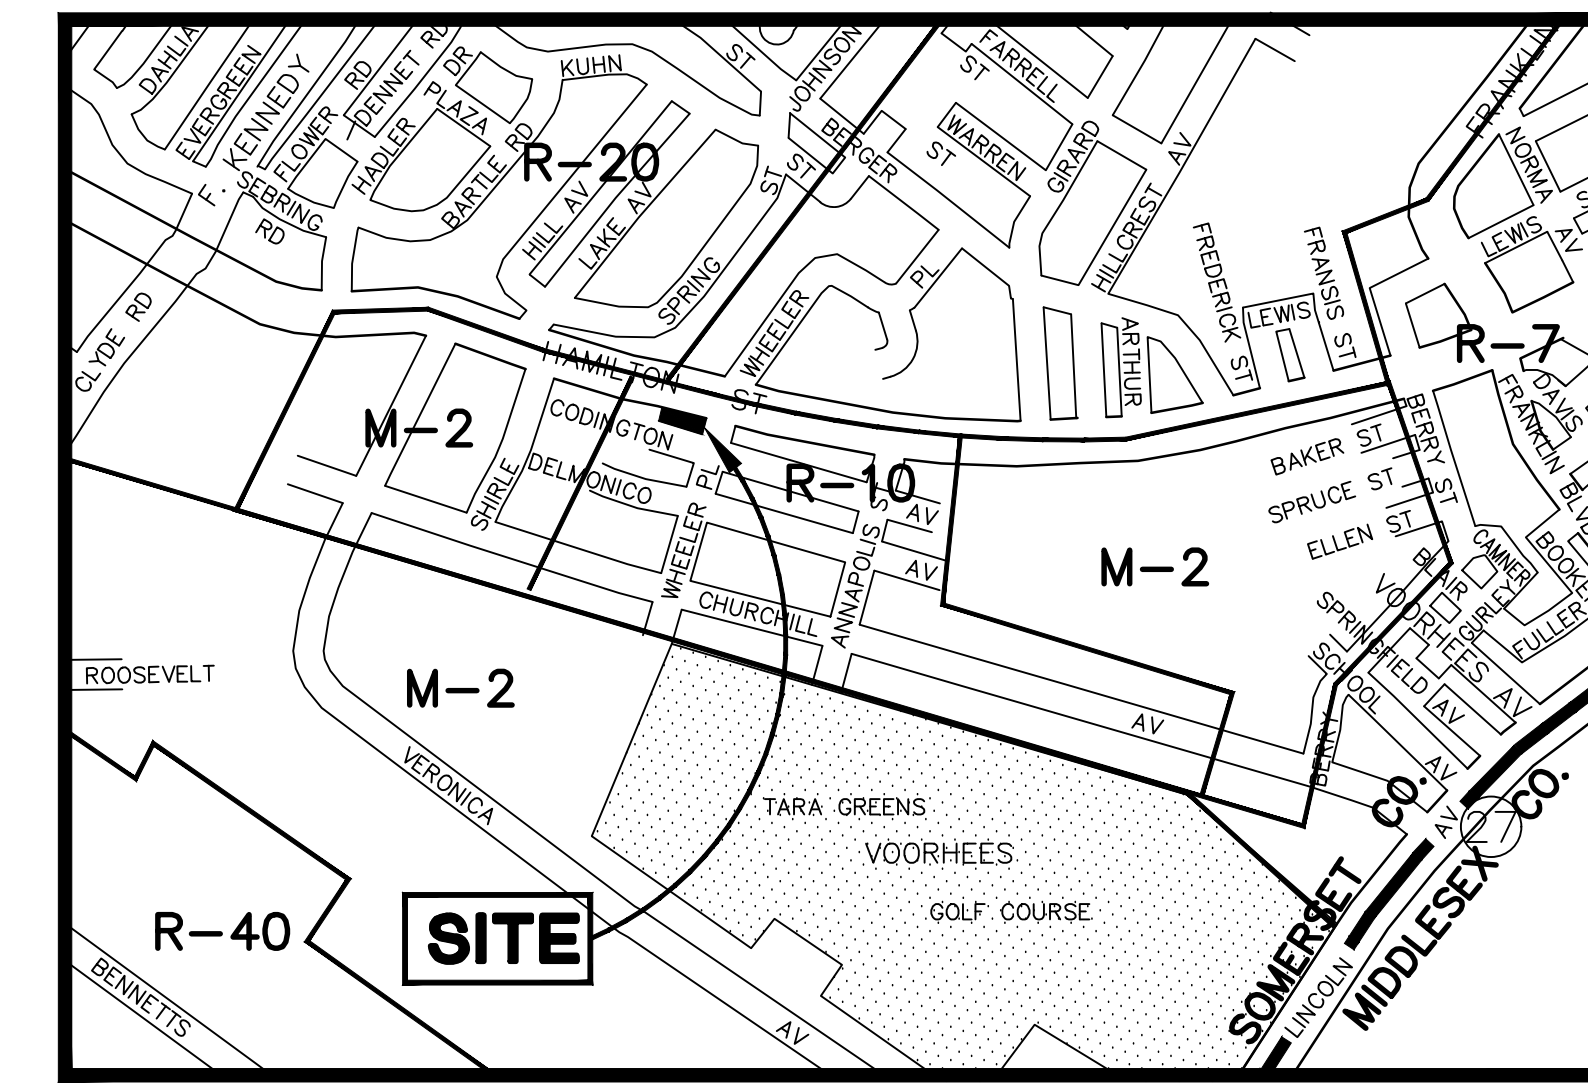 DAHLIA
EVERGREEN
F. KENNEDY
FLOWER RD
DENNET RD
PLAZA DR
HADLER
SEBRING RD
BARTLE RD
KUHN ST
R-20
HILL AV
LAKE AV
SPRING ST
JOHNSON
BERGER ST
FARRELL ST
WARREN ST
GIRARD
HILLCREST AV
FRANKLIN
NORMA
LEWIS AV
FREDERICK ST
FRANSIS ST
LEWIS
ARTHUR
WHEELER PL
CLYDE RD
HAMILTON ST
R-7
DAVIS
FRANKLIN BLVD
M-2
CODINGTON AV
DELMONICO AV
SHIRLE
WHEELER PL
R-10
ANNAPOLIS ST
BAKER ST
SPRUCE ST
ELLEN ST
BERRY ST
M-2
CAMNER
BOOKE
BLAIR
GURLEY
FULLER
VOORHEES AV
SPRINGFIELD AV
SCHOOL AV
CHURCHILL AV
BERRY
ROOSEVELT
M-2
VERONICA AV
TARA GREENS
VOORHEES
GOLF COURSE
27
AV
SOMERSET CO.
MIDDLESEX CO.
LINCOLN
R-40
SITE
BENNETTS